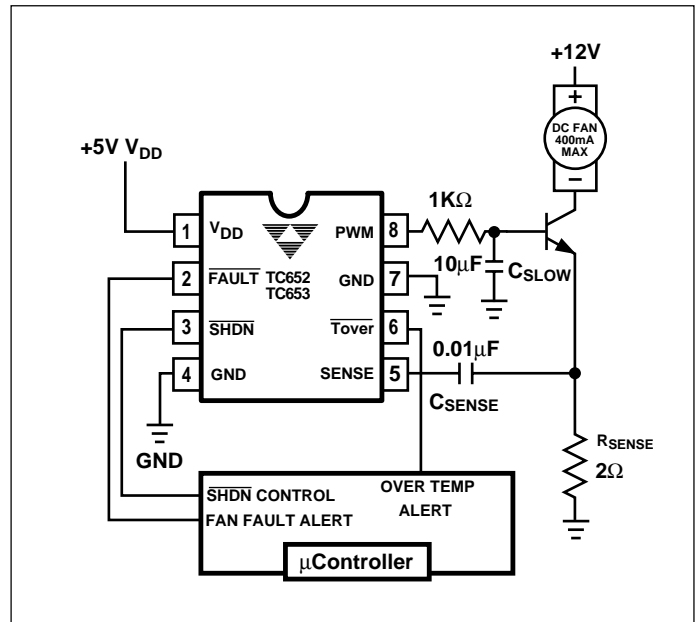 +12V
+
DC FAN
400mA
MAX
–
+5V VDD
1KΩ
1
VDD
PWM
8
10μF
CSLOW
2
FAULT
TC652
TC653
GND
7
3
SHDN
Tover
6
0.01μF
4
GND
SENSE
5
CSENSE
GND
RSENSE
2Ω
SHDN CONTROL
FAN FAULT ALERT
OVER TEMP
ALERT
μController